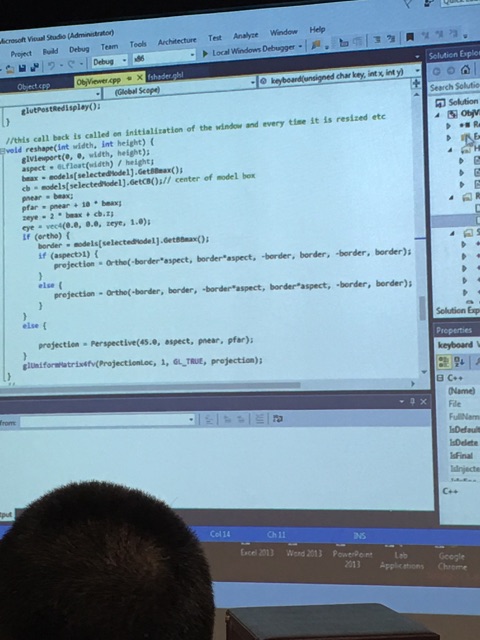 Microsoft Visual Studio (Administrator)
Project Build Debug Team Tools Test Analyze Window Help
Architecture
Debug x86 Local Windows Debugger
Object.cpp ObjViewer.cpp fshader.glsl
(Global Scope) keyboard(unsigned char key, int x, int y)
glutPostRedisplay();
}
//this call back is called on initialization of the window and every time it is resized etc
void reshape(int width, int height) {
glViewport(0, 0, width, height);
aspect = GLfloat(width) / height;
bmax = models[selectedModel].GetBBmax();
cb = models[selectedModel].GetCB();// center of model box
pnear = bmax;
pfar = pnear + 10 * bmax;
zeye = 2 * bmax + cb.z;
eye = vec4(0.0, 0.0, zeye, 1.0);
if (ortho) {
border = models[selectedModel].GetBBmax();
if (aspect>1) {
projection = Ortho(-border*aspect, border*aspect, -border, border, -border, border);
}
else {
projection = Ortho(-border, border, -border*aspect, border*aspect, -border, border);
}
}
else {
projection = Perspective(45.0, aspect, pnear, pfar);
}
glUniformMatrix4fv(ProjectionLoc, 1, GL_TRUE, projection);
}
Solution Explo
Search Solution
Solution
Solution Exp
Properties
keyboard
C++
(Name)
File
FullNam
IsDefaul
IsDelete
IsFinal
IsInjecte
C++
from:
Col 14 Ch 11 INS
Excel 2013 Word 2013 PowerPoint 2013 Lab Applications Google Chrome